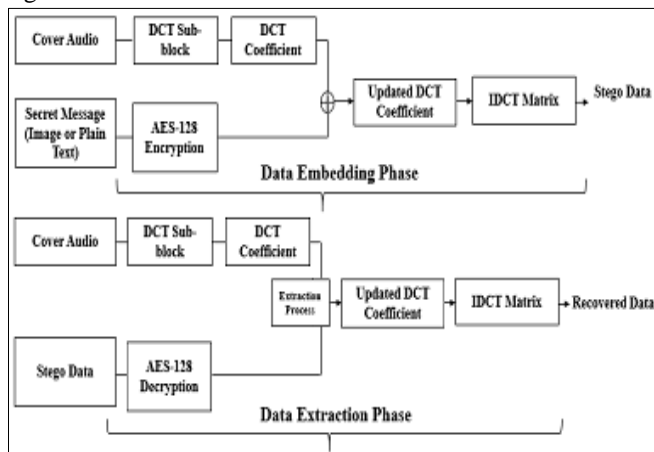 Cover Audio
DCT Sub-
block
DCT
Coefficient
Secret Message
(Image or Plain
Text)
AES-128
Encryption
Updated DCT
Coefficient
IDCT Matrix
Stego Data
Data Embedding Phase
Cover Audio
DCT Sub-
block
DCT
Coefficient
Extraction
Process
Updated DCT
Coefficient
IDCT Matrix
Recovered Data
Stego Data
AES-128
Decryption
Data Extraction Phase